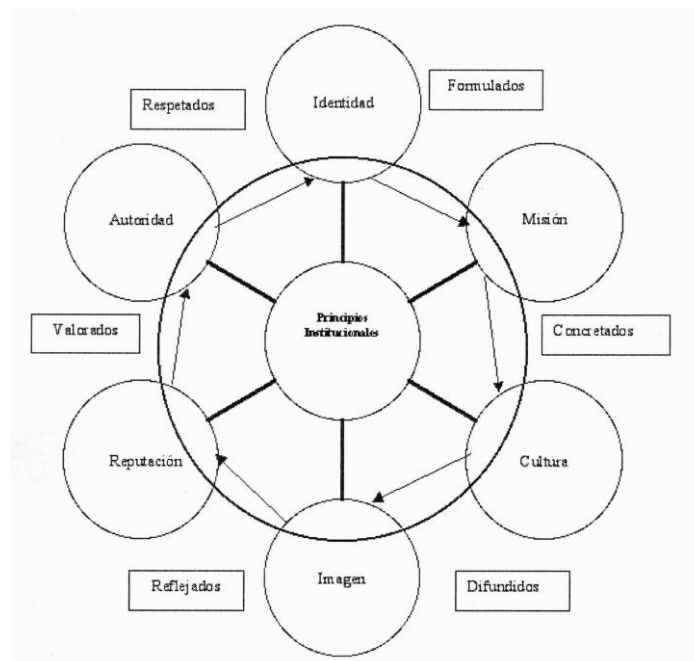 Identidad
Formulados
Respetados
Autoridad
Misión
Principios
Institucionales
Valorados
Concretados
Reputación
Cultura
Imagen
Reflejados
Difundidos